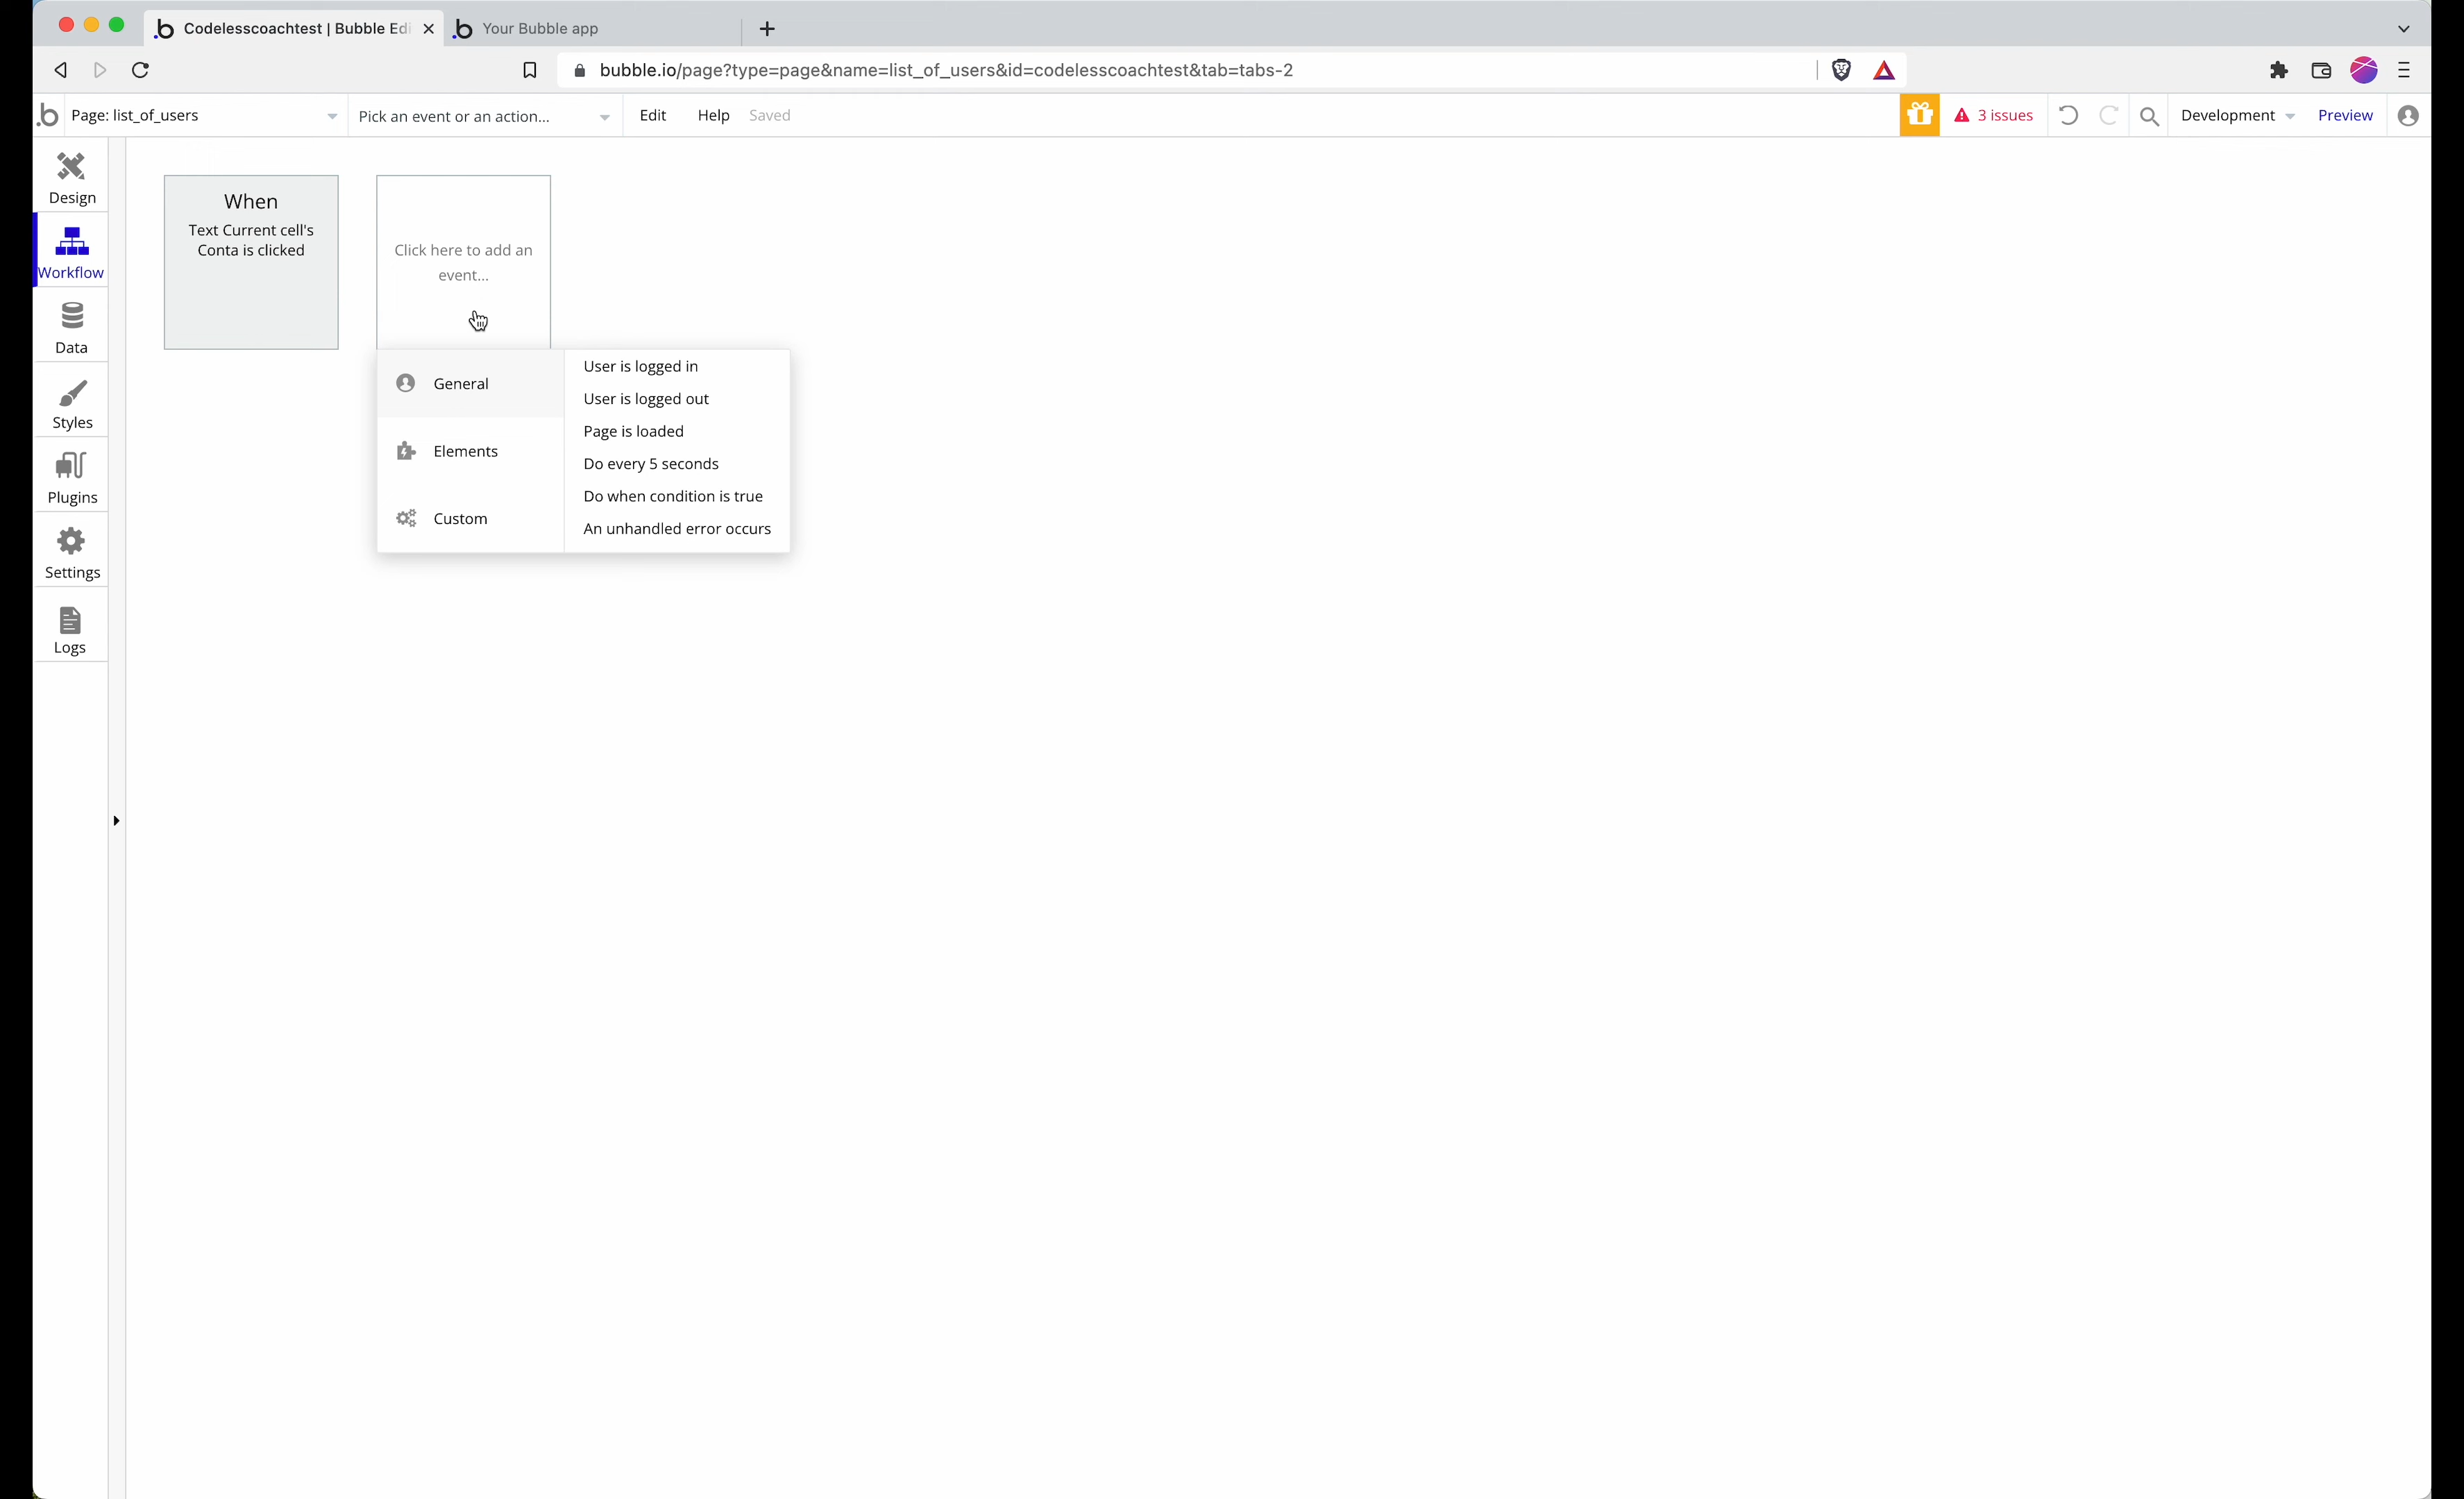 Codelesscoachtest | Bubble Edi
Your Bubble app
bubble.io/page?type=page&name=list_of_users&id=codelesscoachtest&tab=tabs-2
.b
Page: list_of_users
Pick an event or an action...
Edit
Help
Saved
3 issues
Development
Preview
Design
Workflow
Data
Styles
Plugins
Settings
Logs
When
Text Current cell's
Conta is clicked
Click here to add an
event...
General
Elements
Custom
User is logged in
User is logged out
Page is loaded
Do every 5 seconds
Do when condition is true
An unhandled error occurs